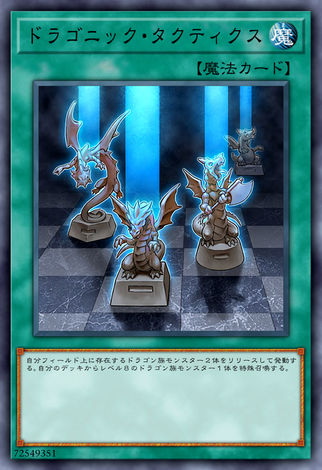 ドラゴニック・タクティクス 魔
【魔法カード】
自分フィールド上に存在するドラゴン族モンスター２体をリリースして発動す
る。自分のデッキからレベル８のドラゴン族モンスター１体を特殊召喚する。
72549351